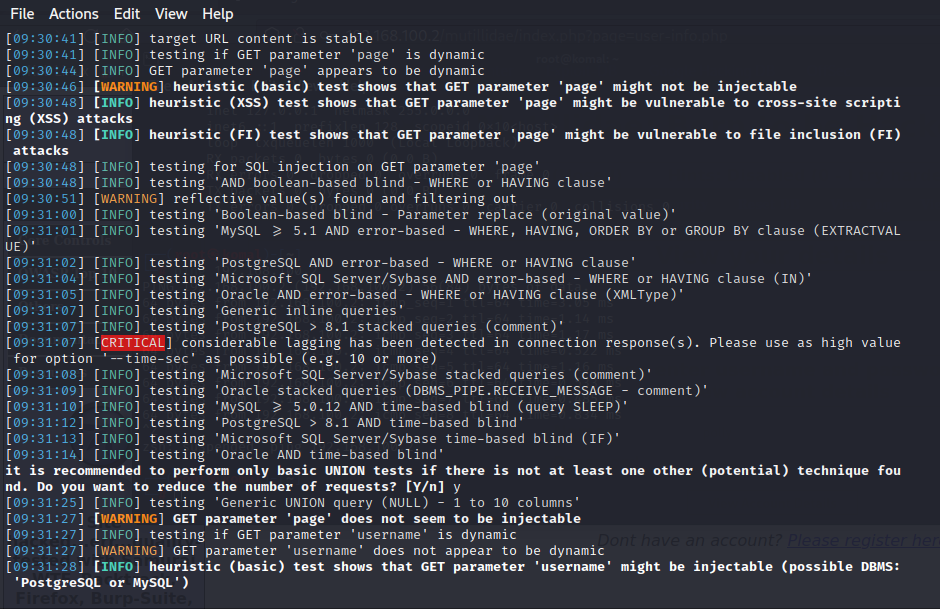 File Actions Edit View Help
[09:30:41] [INFO] target URL content is stable
[09:30:41] [INFO] testing if GET parameter 'page' is dynamic
[09:30:44] [INFO] GET parameter 'page' appears to be dynamic
[09:30:46] [WARNING] heuristic (basic) test shows that GET parameter 'page' might not be injectable
[09:30:48] [INFO] heuristic (XSS) test shows that GET parameter 'page' might be vulnerable to cross-site scripti
ng (XSS) attacks
[09:30:48] [INFO] heuristic (FI) test shows that GET parameter 'page' might be vulnerable to file inclusion (FI)
attacks
[09:30:48] [INFO] testing for SQL injection on GET parameter 'page'
[09:30:48] [INFO] testing 'AND boolean-based blind - WHERE or HAVING clause'
[09:30:51] [WARNING] reflective value(s) found and filtering out
[09:31:00] [INFO] testing 'Boolean-based blind - Parameter replace (original value)'
[09:31:01] [INFO] testing 'MySQL ≥ 5.1 AND error-based - WHERE, HAVING, ORDER BY or GROUP BY clause (EXTRACTVAL
UE)'
[09:31:02] [INFO] testing 'PostgreSQL AND error-based - WHERE or HAVING clause'
[09:31:04] [INFO] testing 'Microsoft SQL Server/Sybase AND error-based - WHERE or HAVING clause (IN)'
[09:31:05] [INFO] testing 'Oracle AND error-based - WHERE or HAVING clause (XMLType)'
[09:31:07] [INFO] testing 'Generic inline queries'
[09:31:07] [INFO] testing 'PostgreSQL > 8.1 stacked queries (comment)'
[09:31:07] [CRITICAL] considerable lagging has been detected in connection response(s). Please use as high value
for option '--time-sec' as possible (e.g. 10 or more)
[09:31:08] [INFO] testing 'Microsoft SQL Server/Sybase stacked queries (comment)'
[09:31:09] [INFO] testing 'Oracle stacked queries (DBMS_PIPE.RECEIVE_MESSAGE - comment)'
[09:31:10] [INFO] testing 'MySQL ≥ 5.0.12 AND time-based blind (query SLEEP)'
[09:31:12] [INFO] testing 'PostgreSQL > 8.1 AND time-based blind'
[09:31:13] [INFO] testing 'Microsoft SQL Server/Sybase time-based blind (IF)'
[09:31:14] [INFO] testing 'Oracle AND time-based blind'
it is recommended to perform only basic UNION tests if there is not at least one other (potential) technique fou
nd. Do you want to reduce the number of requests? [Y/n] y
[09:31:25] [INFO] testing 'Generic UNION query (NULL) - 1 to 10 columns'
[09:31:27] [WARNING] GET parameter 'page' does not seem to be injectable
[09:31:27] [INFO] testing if GET parameter 'username' is dynamic
Dont have an account? Please register here
[09:31:27] [WARNING] GET parameter 'username' does not appear to be dynamic
[09:31:28] [INFO] heuristic (basic) test shows that GET parameter 'username' might be injectable (possible DBMS:
'PostgreSQL or MySQL')
Firefox, Burp-Suite,